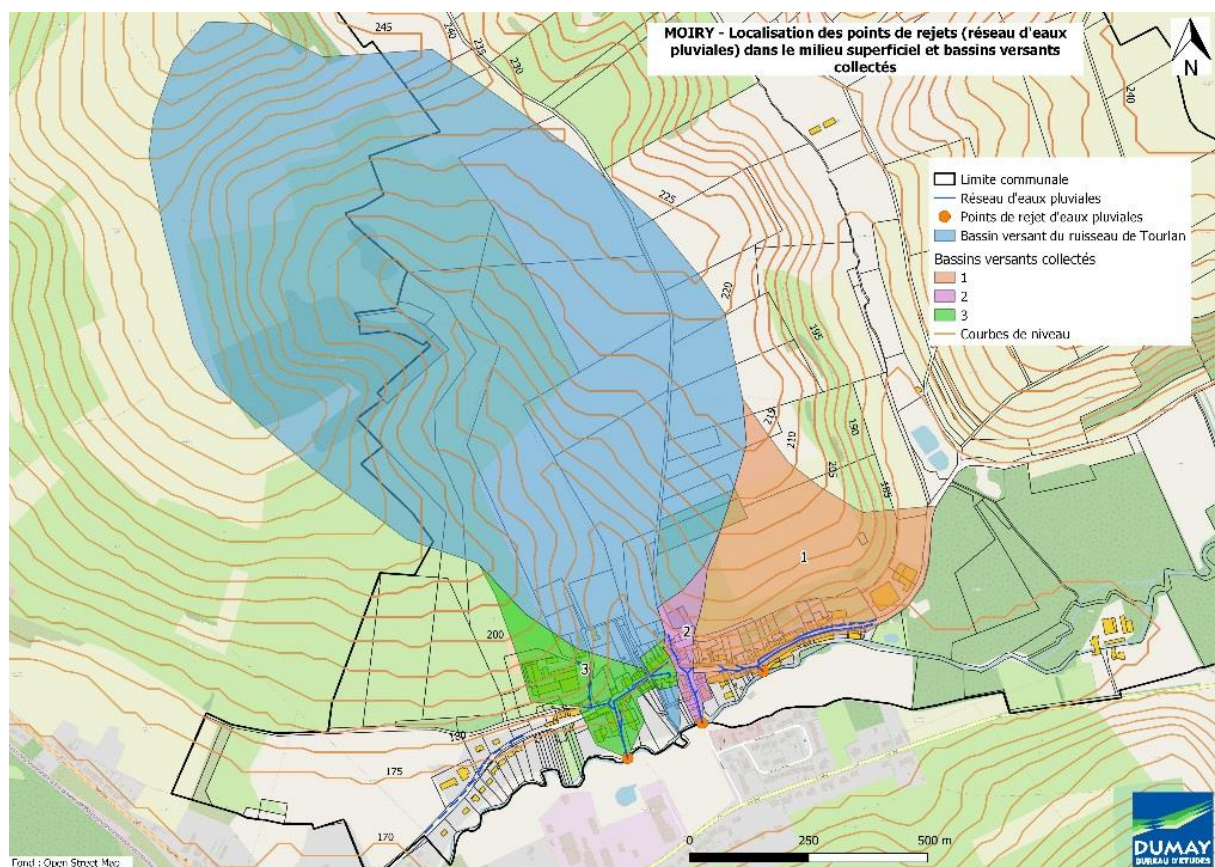 MOIRY - Localisation des points de rejets (réseau d'eaux
pluviales) dans le milieu superficiel et bassins versants
collectés
N
Limite communale
Réseau d'eaux pluviales
Points de rejet d'eaux pluviales
Bassin versant du ruisseau de Tourlan
Bassins versants collectés
1
2
3
Courbes de niveau
245
240
235
230
240
225
220
195
219
210
205
190
185
1
2
3
200
180
175
170
0 250 500 m
DUMAY
BUREAU D'ETUDES
Fond : Open Street Map